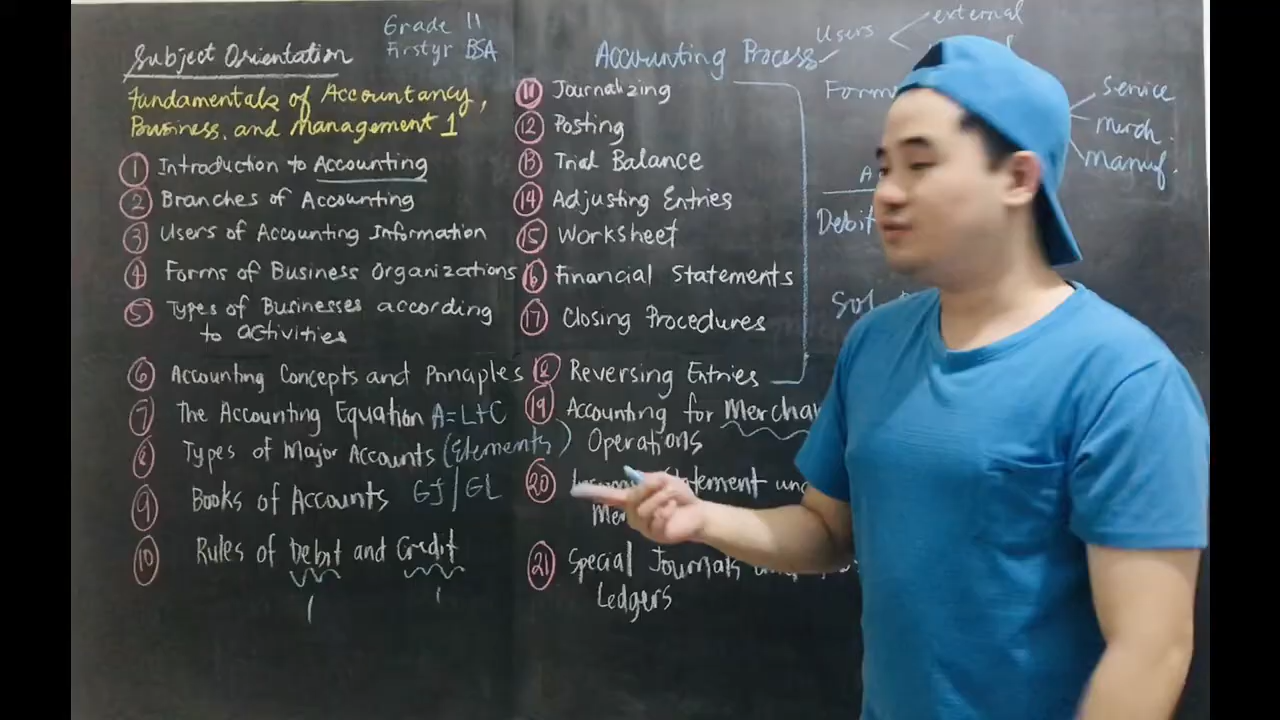 Grade 11
Firstyr BSA
Subject Orientation
Fundamentals of Accountancy,
Business, and Management 1
1 Introduction to Accounting
2 Branches of Accounting
3 Users of Accounting Information
4 Forms of Business Organizations
5 Types of Businesses according
to activities
6 Accounting Concepts and Principles
7 The Accounting Equation A=L+C
8 Types of Major Accounts (Elements)
9 Books of Accounts GJ/GL
10 Rules of Debit and Credit
Accounting Process
11 Journalizing
12 Posting
13 Trial Balance
14 Adjusting Entries
15 Worksheet
16 Financial Statements
17 Closing Procedures
18 Reversing Entries
19 Accounting for
Operations
20
21 Special Journals
Ledgers
Users
external
service
merch.
manuf.
Debit